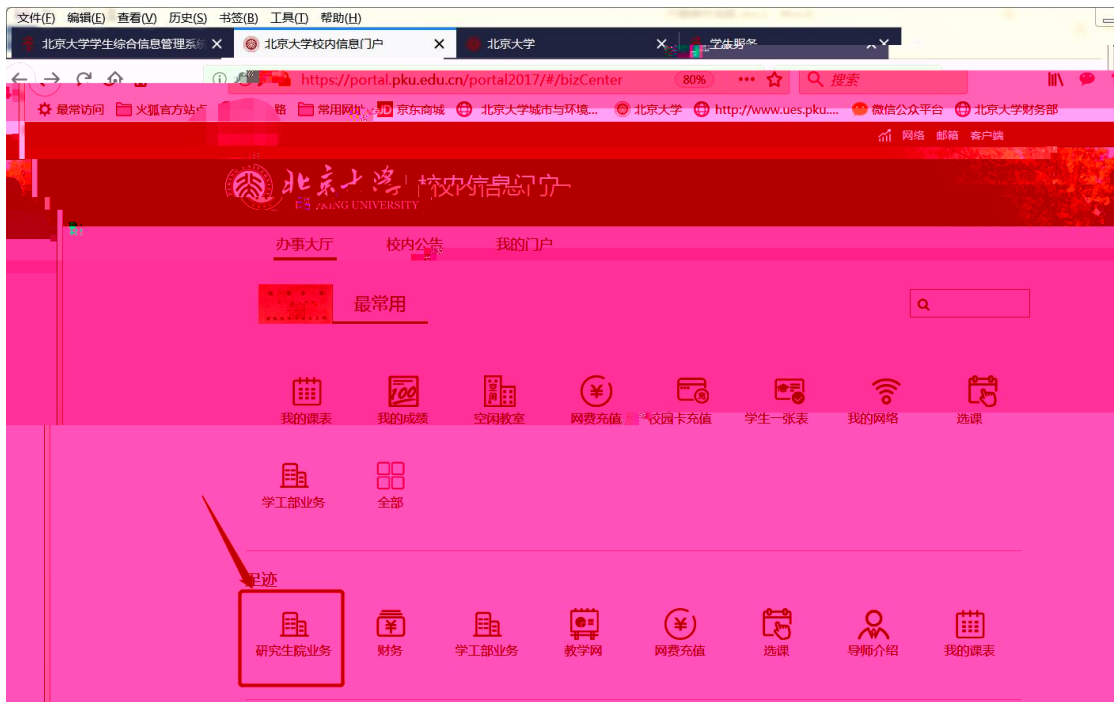 文件(F) 编辑(E) 查看(V) 历史(S) 书签(B) 工具(T) 帮助(H)
北京大学学生综合信息管理系统 北京大学校内信息门户 北京大学
https://portal.pku.edu.cn/portal2017/#/bizCenter 80% 搜索
最常访问 火狐官方站点 常用网址 JD 京东商城 北京大学城市与环境... 北京大学 http://www.ues.pku.... 微信公众平台 北京大学财务部
网络 邮箱 客户端
北京大学 校内信息门户
UNIVERSITY
办事大厅 校内公告 我的门户
最常用
我的课表 我的成绩 空闲教室 网费充值 校园卡充值 学生一张表 我的网络 选课
学工部业务 全部
足迹
研究生院业务 财务 学工部业务 教学网 网费充值 选课 导师介绍 我的课表